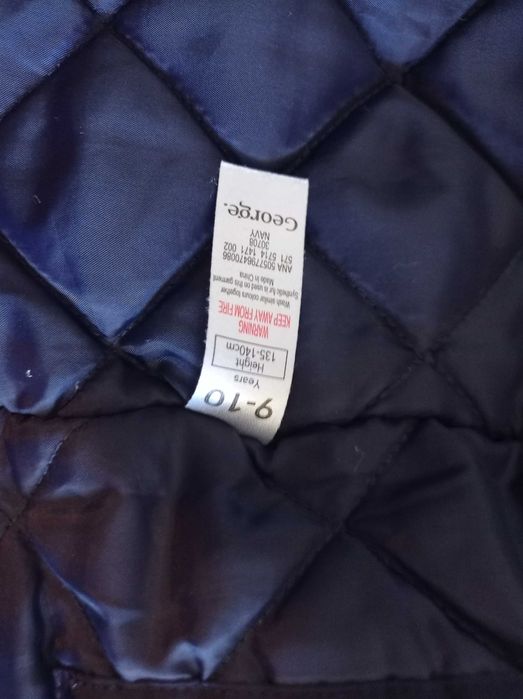 9-10
Years
Height
135-140cm
WARNING
KEEP AWAY FROM FIRE
Wash similar colours together
Synthetic fur is used on this garment
Made in China
ANA 5057796470086
571 5714 1471 002
30708
NAVY
George.